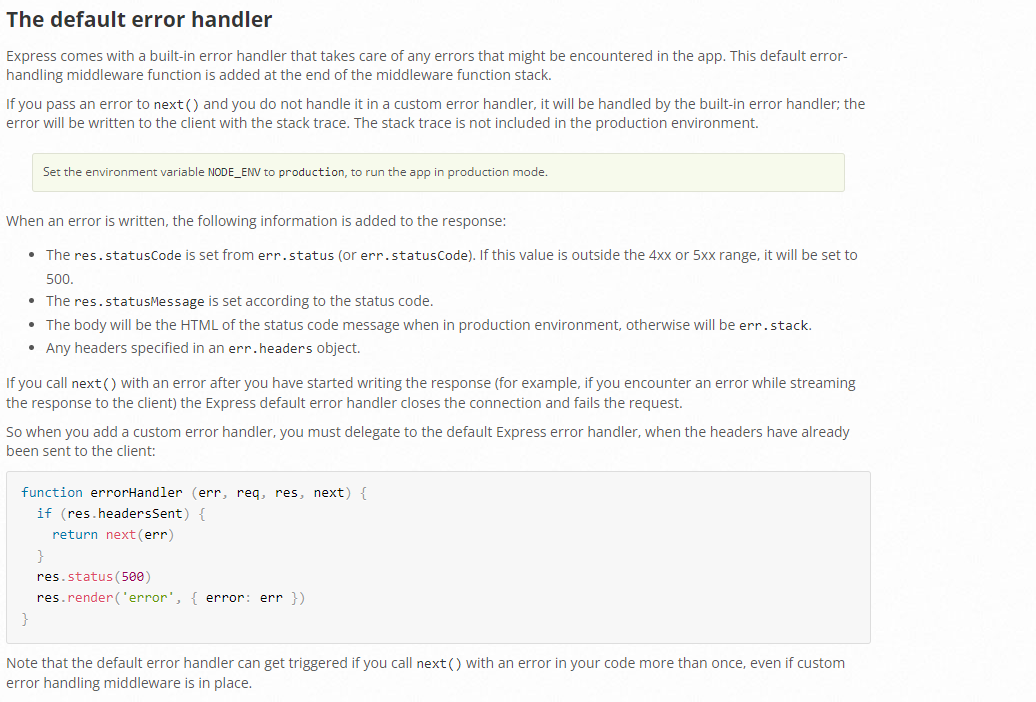 The default error handler
Express comes with a built-in error handler that takes care of any errors that might be encountered in the app. This default error-
handling middleware function is added at the end of the middleware function stack.
If you pass an error to next() and you do not handle it in a custom error handler, it will be handled by the built-in error handler; the
error will be written to the client with the stack trace. The stack trace is not included in the production environment.
Set the environment variable NODE_ENV to production, to run the app in production mode.
When an error is written, the following information is added to the response:
• The res.statusCode is set from err.status (or err.statusCode). If this value is outside the 4xx or 5xx range, it will be set to
500.
• The res.statusMessage is set according to the status code.
• The body will be the HTML of the status code message when in production environment, otherwise will be err.stack.
• Any headers specified in an err.headers object.
If you call next() with an error after you have started writing the response (for example, if you encounter an error while streaming
the response to the client) the Express default error handler closes the connection and fails the request.
So when you add a custom error handler, you must delegate to the default Express error handler, when the headers have already
been sent to the client:
function errorHandler (err, req, res, next) {
  if (res.headersSent) {
    return next(err)
  }
  res.status(500)
  res.render('error', { error: err })
}
Note that the default error handler can get triggered if you call next() with an error in your code more than once, even if custom
error handling middleware is in place.